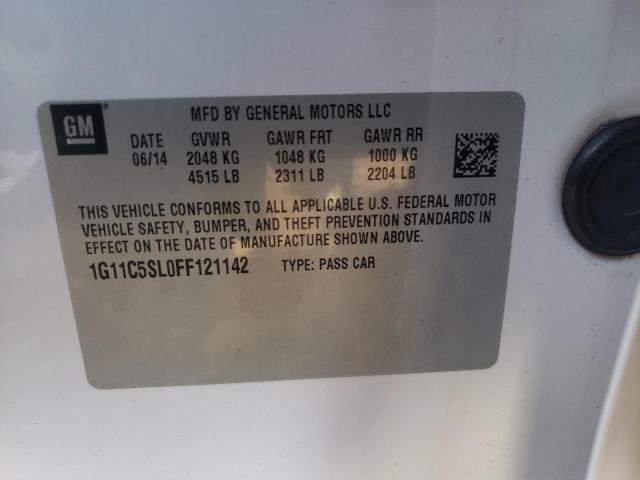 GM
MFD BY GENERAL MOTORS LLC
DATE GVWR GAWR FRT GAWR RR
06/14 2048 KG 1048 KG 1000 KG
4515 LB 2311 LB 2204 LB
THIS VEHICLE CONFORMS TO ALL APPLICABLE U.S. FEDERAL MOTOR
VEHICLE SAFETY, BUMPER, AND THEFT PREVENTION STANDARDS IN
EFFECT ON THE DATE OF MANUFACTURE SHOWN ABOVE.
1G11C5SL0FF121142 TYPE: PASS CAR